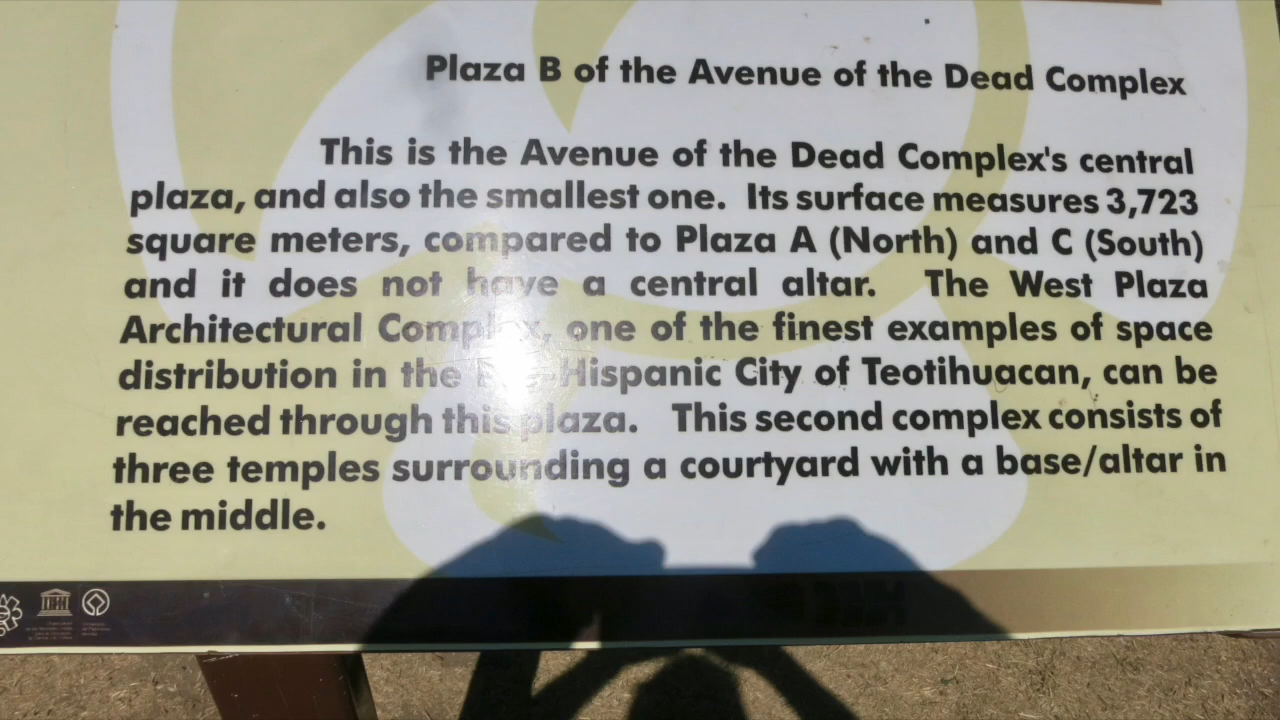 Plaza B of the Avenue of the Dead Complex
This is the Avenue of the Dead Complex's central
plaza, and also the smallest one. Its surface measures 3,723
square meters, compared to Plaza A (North) and C (South)
and it does not have a central altar. The West Plaza
Architectural Complex, one of the finest examples of space
distribution in the Pre-Hispanic City of Teotihuacan, can be
reached through this plaza. This second complex consists of
three temples surrounding a courtyard with a base/altar in
the middle.